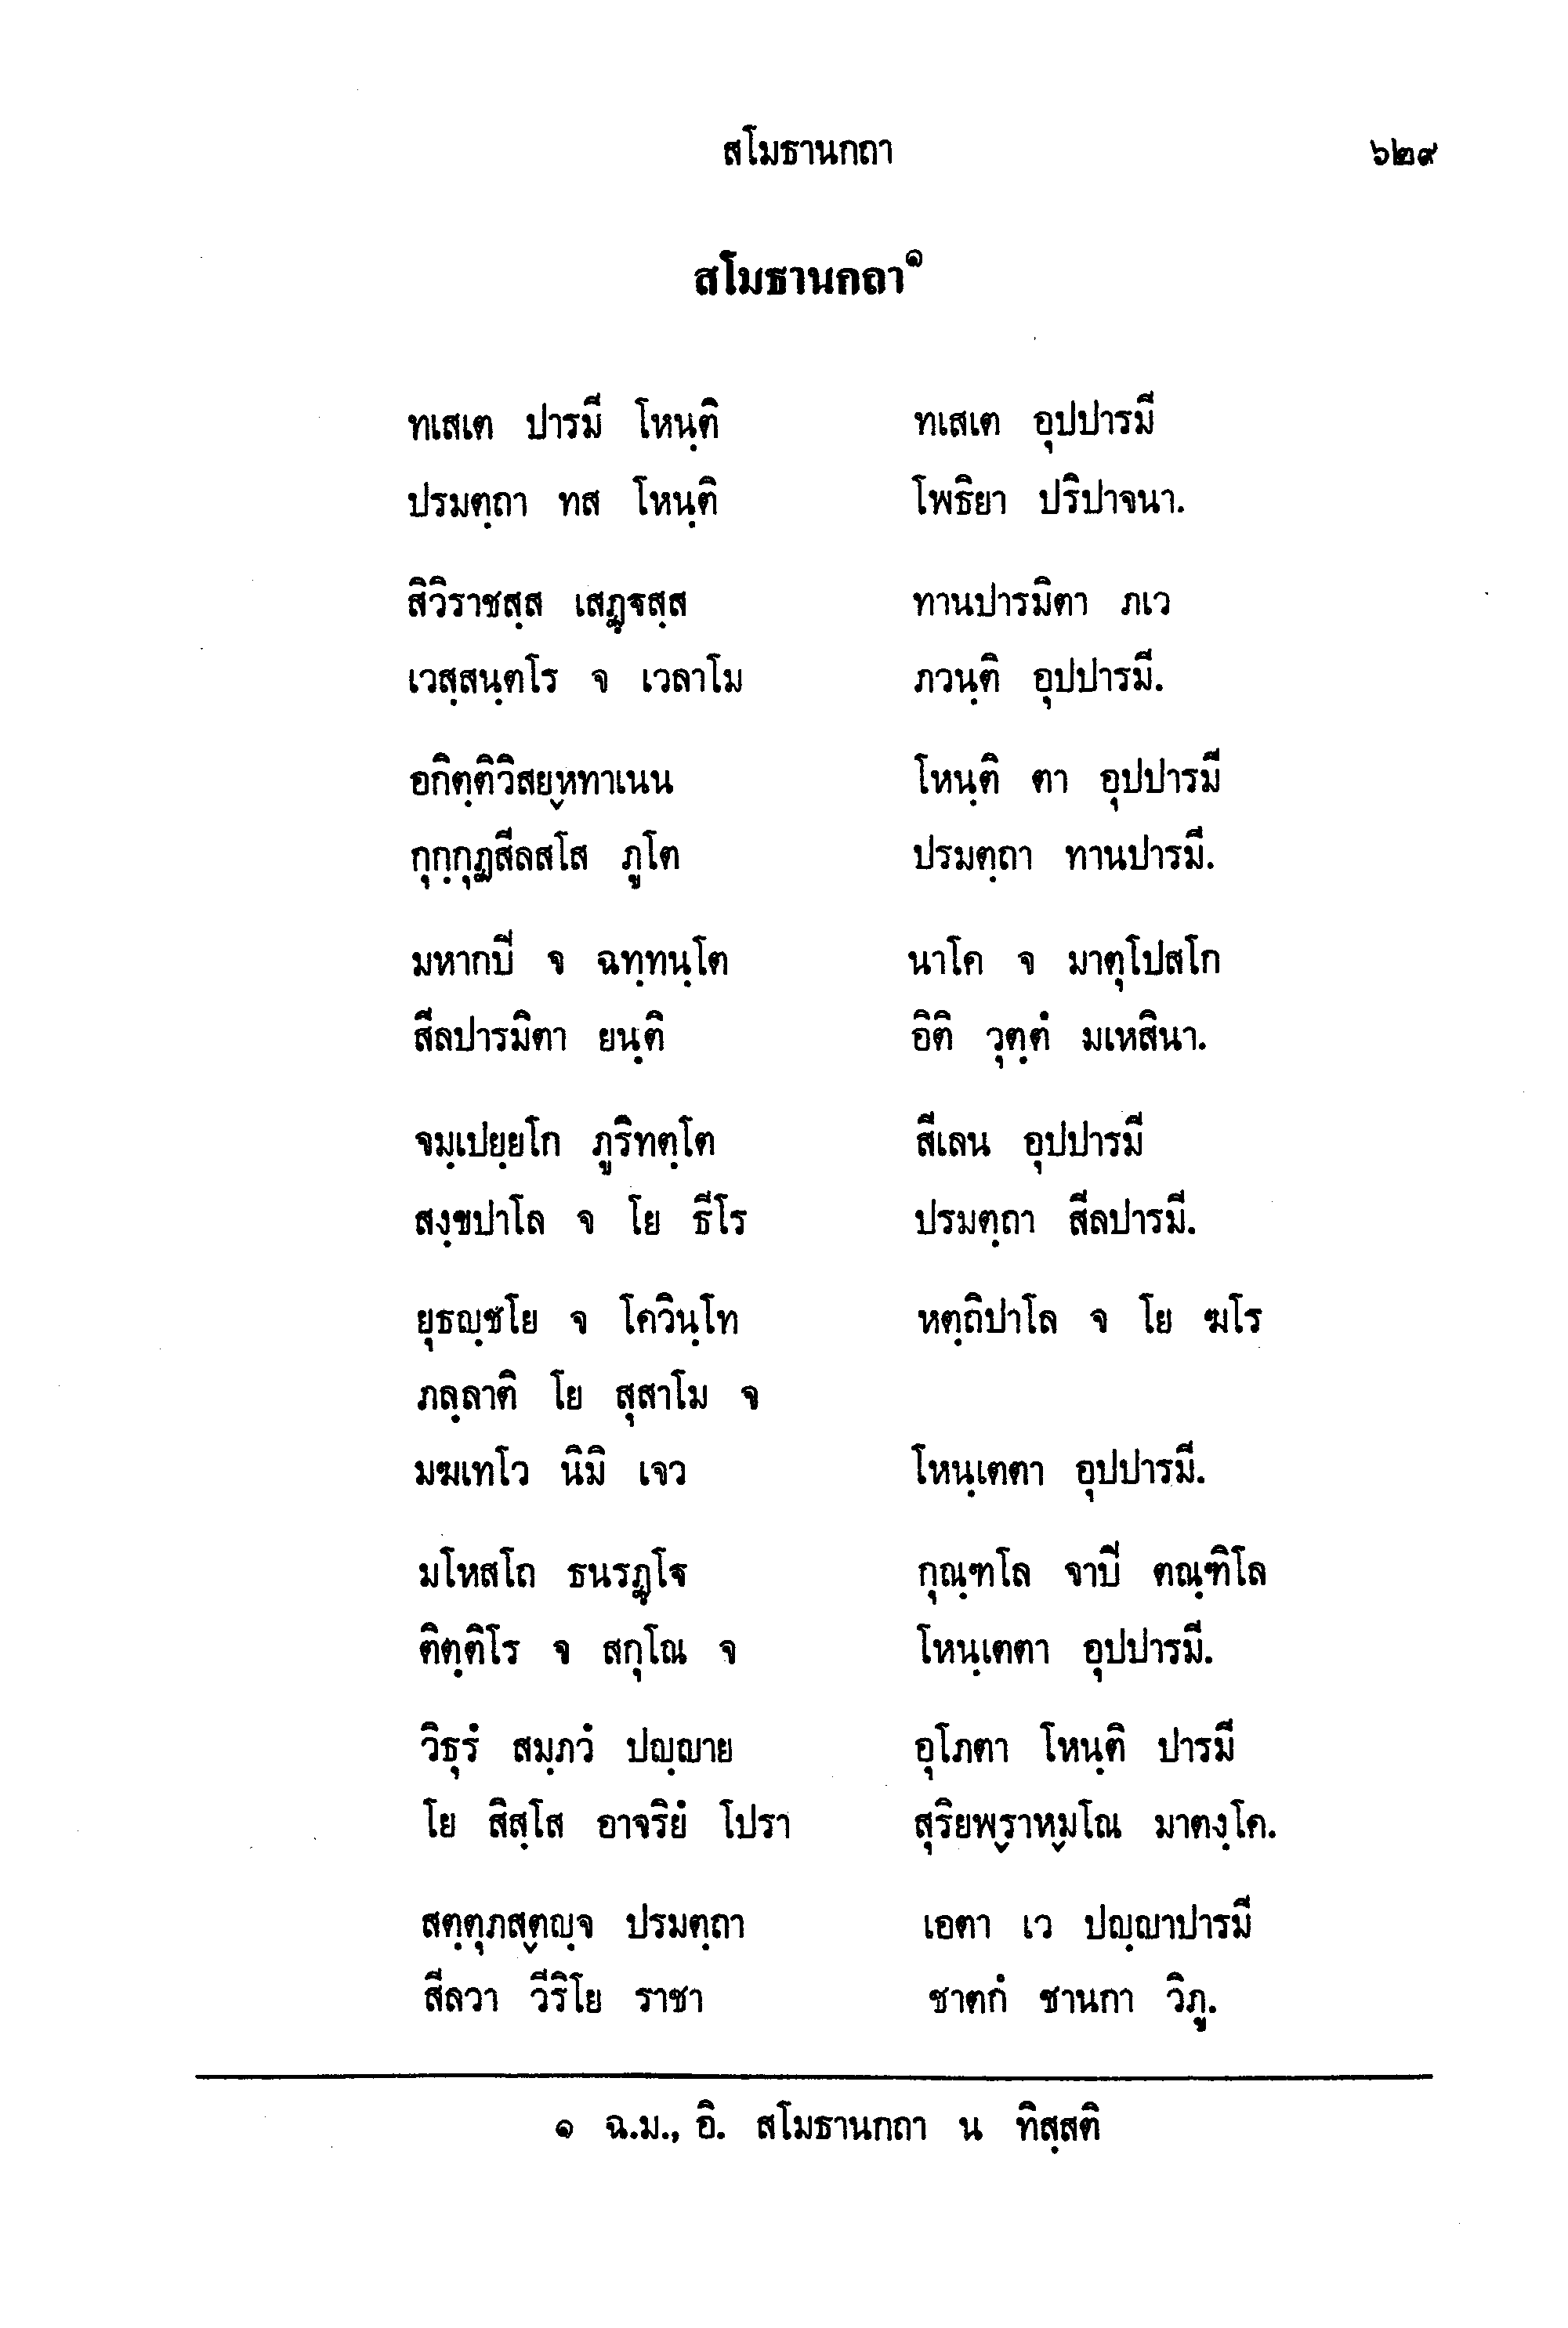 สโมธานกถา ๖๒๙
สโมธานกถา๑
ทเสเต ปารมี โหนฺติ ทเสเต อุปปารมี
ปรมตฺถา ทส โหนฺติ โพธิยา ปริปาจนา.
สิวิราชสฺส เสฏฺฐสฺส ทานปารมิตา ภเว
เวสฺสนฺตโร จ เวลาโม ภวนฺติ อุปปารมี.
อกิตฺติวิสยฺหทาเนน โหนฺติ ตา อุปปารมี
กุกฺกุฏสีลสโส ภูโต ปรมตฺถา ทานปารมี.
มหากปี จ ฉทฺทนฺโต นาโค จ มาตุโปสโก
สีลปารมิตา ยนฺติ อิติ วุตฺตํ มเหสินา.
จมฺเปยฺยโก ภูริทตฺโต สีเลน อุปปารมี
สงฺขปาโล จ โย ธีโร ปรมตฺถา สีลปารมี.
ยุธญฺชโย จ โควินฺโท หตฺถิปาโล จ โย ฆโร
ภลฺลาติ โย สุสาโม จ
มฆเทโว นิมิ เจว โหนฺเตตา อุปปารมี.
มโหสโถ ธนรฏฺโฐ กุณฺฑโล จาปี ตณฺฑิโล
ติตฺติโร จ สกุโณ จ โหนฺเตตา อุปปารมี.
วิธุรํ สมฺภวํ ปญฺญาย อุโภตา โหนฺติ ปารมี
โย สิสฺโส อาจริยํ โปรา สุริยพฺราหฺมโณ มาตงฺโค.
สตฺตุภสฺตญฺจ ปรมตฺถา เอตา เว ปญฺญาปารมี
สีลวา วีริโย ราชา ชาตกํ ชานกา วิภู.
๑ ฉ.ม., อิ. สโมธานกถา น ทิสฺสติ